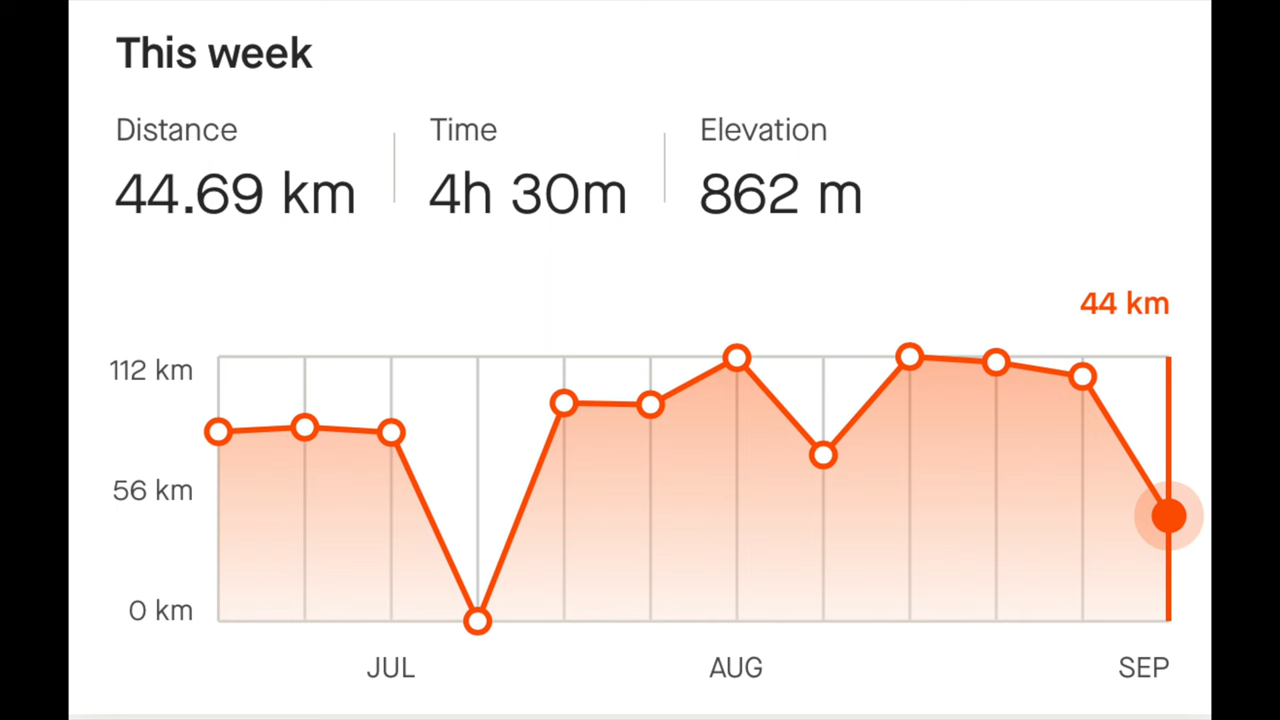 This week
Distance Time Elevation
44.69 km 4h 30m 862 m
44 km
112 km
56 km
0 km
JUL AUG SEP